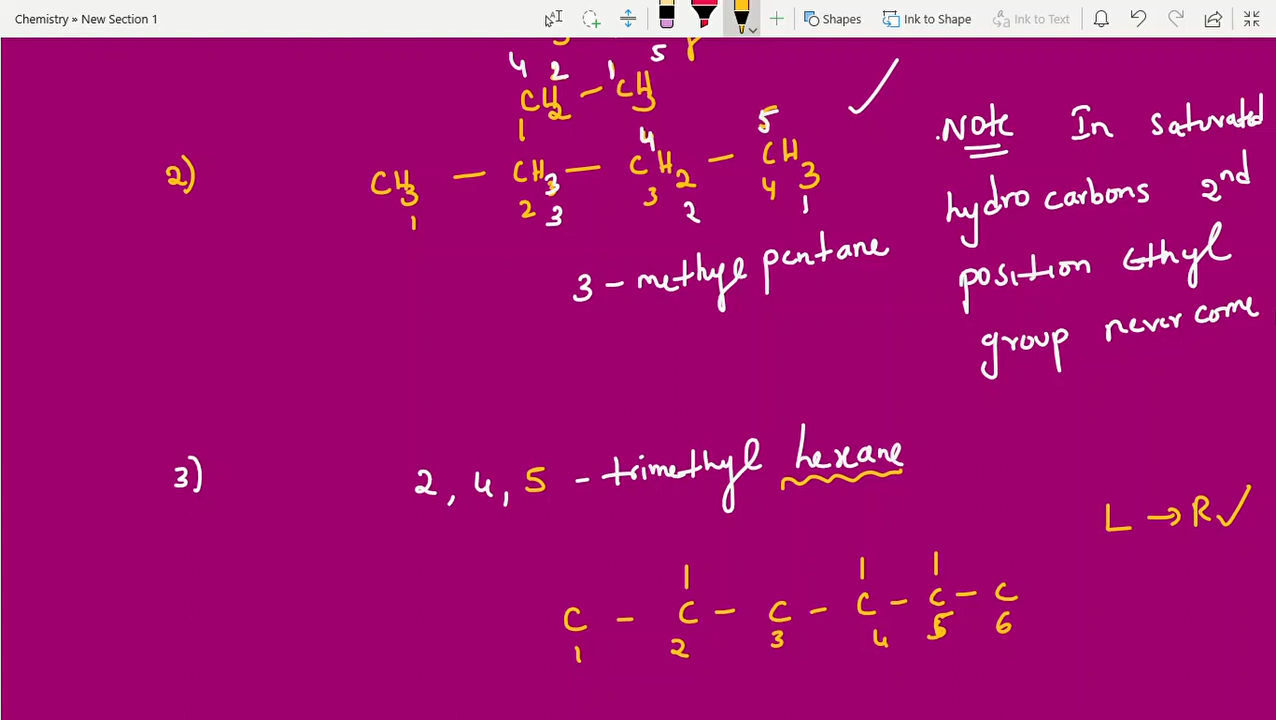 Chemistry » New Section 1
Shapes
Ink to Shape
Ink to Text
4 2 1 5
CH2 - CH3
1
4 5
2) CH3 - CH3 - CH2 - CH3
3
1 2 3 3 2 4 1
3 - methyl pentane
Note In saturated
hydro carbons 2nd
position Ethyl
group never come
3) 2, 4, 5 - trimethyl hexane
L → R ✓
C - C - C - C - C - C
1 2 3 4 5 6